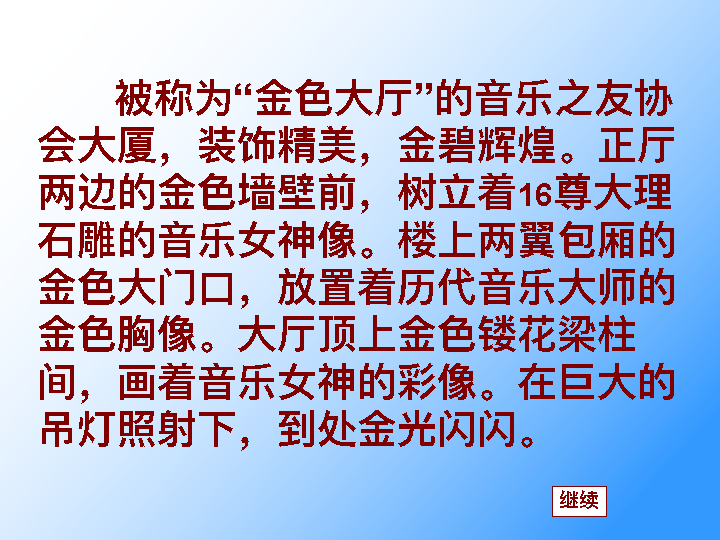 被称为“金色大厅”的音乐之友协
会大厦，装饰精美，金碧辉煌。正厅
两边的金色墙壁前，树立着16尊大理
石雕的音乐女神像。楼上两翼包厢的
金色大门口，放置着历代音乐大师的
金色胸像。大厅顶上金色镂花梁柱
间，画着音乐女神的彩像。在巨大的
吊灯照射下，到处金光闪闪。
继续